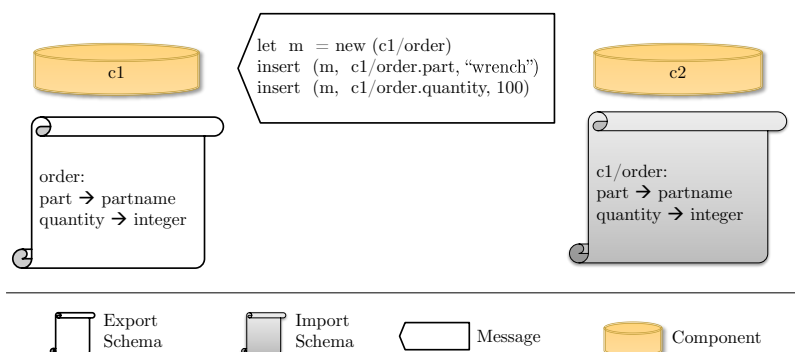 c1
let m = new (c1/order)
insert (m, c1/order.part, “wrench”)
insert (m, c1/order.quantity, 100)
c2
order:
part → partname
quantity → integer
c1/order:
part → partname
quantity → integer
Export
Schema
Import
Schema
Message
Component